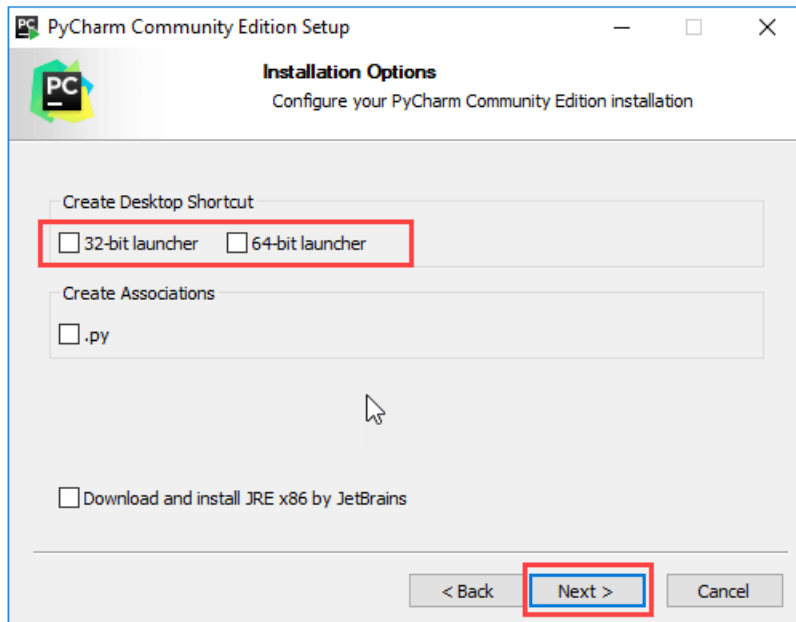 PyCharm Community Edition Setup
PC
Installation Options
Configure your PyCharm Community Edition installation
Create Desktop Shortcut
32-bit launcher 64-bit launcher
Create Associations
.py
Download and install JRE x86 by JetBrains
< Back Next > Cancel